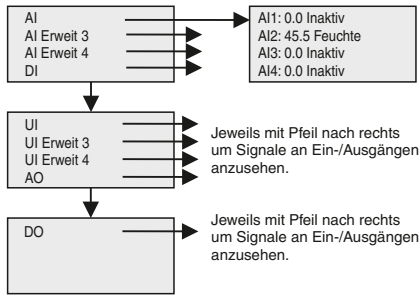 AI
AI Erweit 3
AI Erweit 4
DI
AI1: 0.0 Inaktiv
AI2: 45.5 Feuchte
AI3: 0.0 Inaktiv
AI4: 0.0 Inaktiv
UI
UI Erweit 3
UI Erweit 4
AO
Jeweils mit Pfeil nach rechts
um Signale an Ein-/Ausgängen
anzusehen.
DO
Jeweils mit Pfeil nach rechts
um Signale an Ein-/Ausgängen
anzusehen.